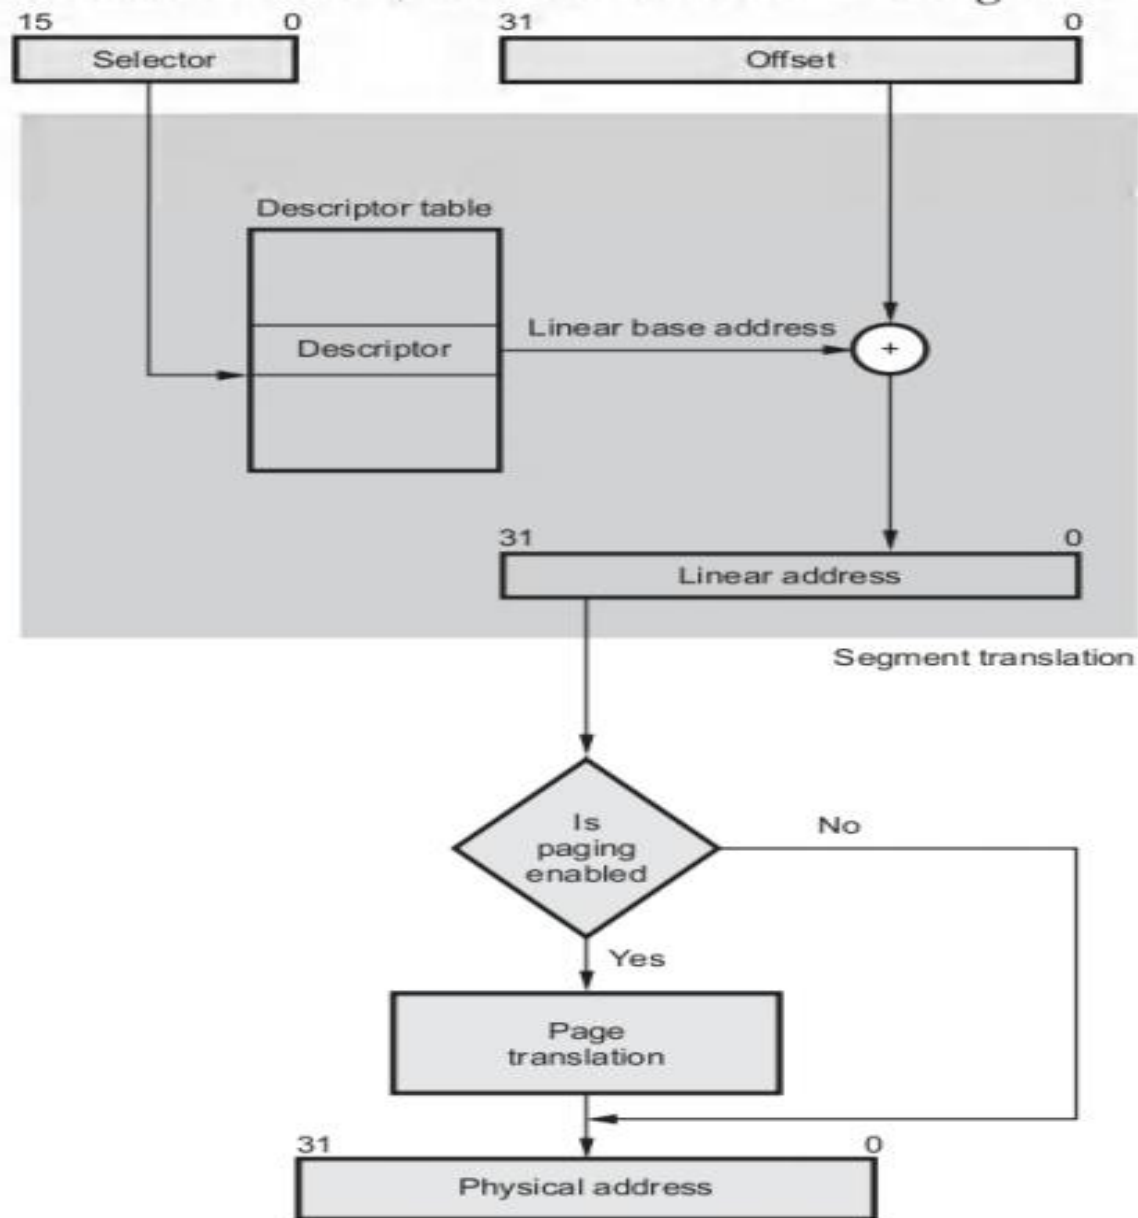 15 0 31 0
Selector Offset
Descriptor table
Linear base address
Descriptor +
31 0
Linear address
Segment translation
Is
paging
enabled
No
Yes
Page
translation
31 0
Physical address